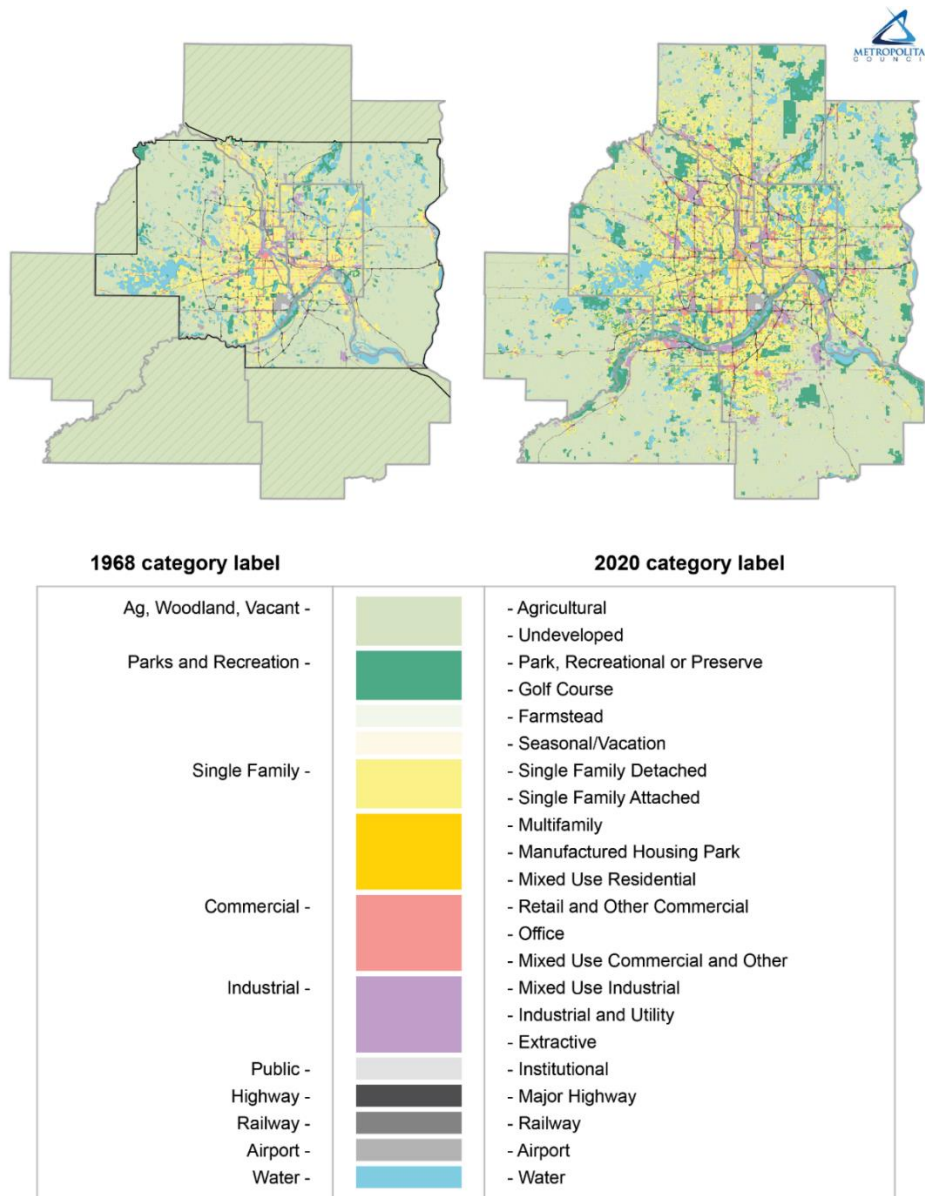 METROPOLITA
COUNCI
1968 category label
2020 category label
Ag, Woodland, Vacant -
- Agricultural
- Undeveloped
Parks and Recreation -
- Park, Recreational or Preserve
- Golf Course
- Farmstead
- Seasonal/Vacation
Single Family -
- Single Family Detached
- Single Family Attached
- Multifamily
- Manufactured Housing Park
- Mixed Use Residential
Commercial -
- Retail and Other Commercial
- Office
- Mixed Use Commercial and Other
Industrial -
- Mixed Use Industrial
- Industrial and Utility
- Extractive
Public -
- Institutional
Highway -
- Major Highway
Railway -
- Railway
Airport -
- Airport
Water -
- Water